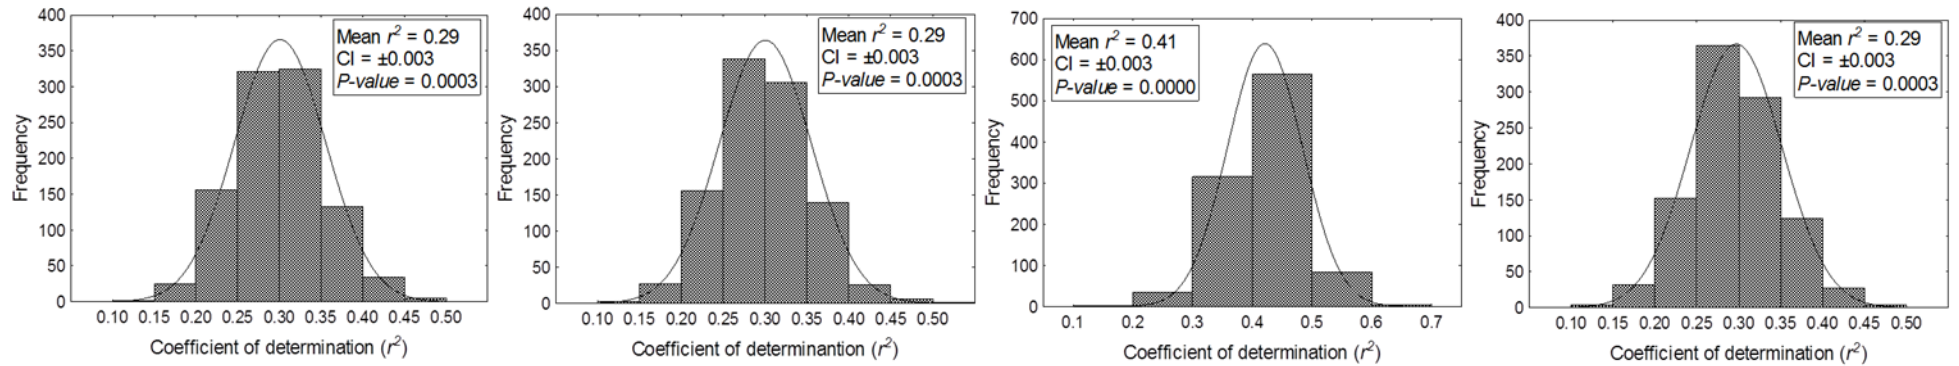 400
350
300
250
200
150
100
50
0
Frequency
Mean r² = 0.29
CI = ±0.003
P-value = 0.0003
0.10 0.15 0.20 0.25 0.30 0.35 0.40 0.45 0.50
Coefficient of determination (r²)
400
350
300
250
200
150
100
50
0
Frequency
Mean r² = 0.29
CI = ±0.003
P-value = 0.0003
0.10 0.15 0.20 0.25 0.30 0.35 0.40 0.45 0.50
Coefficient of determinantion (r²)
700
600
500
400
300
200
100
0
Frequency
Mean r² = 0.41
CI = ±0.003
P-value = 0.0000
0.1 0.2 0.3 0.4 0.5 0.6 0.7
Coefficient of determination (r²)
400
350
300
250
200
150
100
50
0
Frequency
Mean r² = 0.29
CI = ±0.003
P-value = 0.0003
0.10 0.15 0.20 0.25 0.30 0.35 0.40 0.45 0.50
Coefficient of determination (r²)